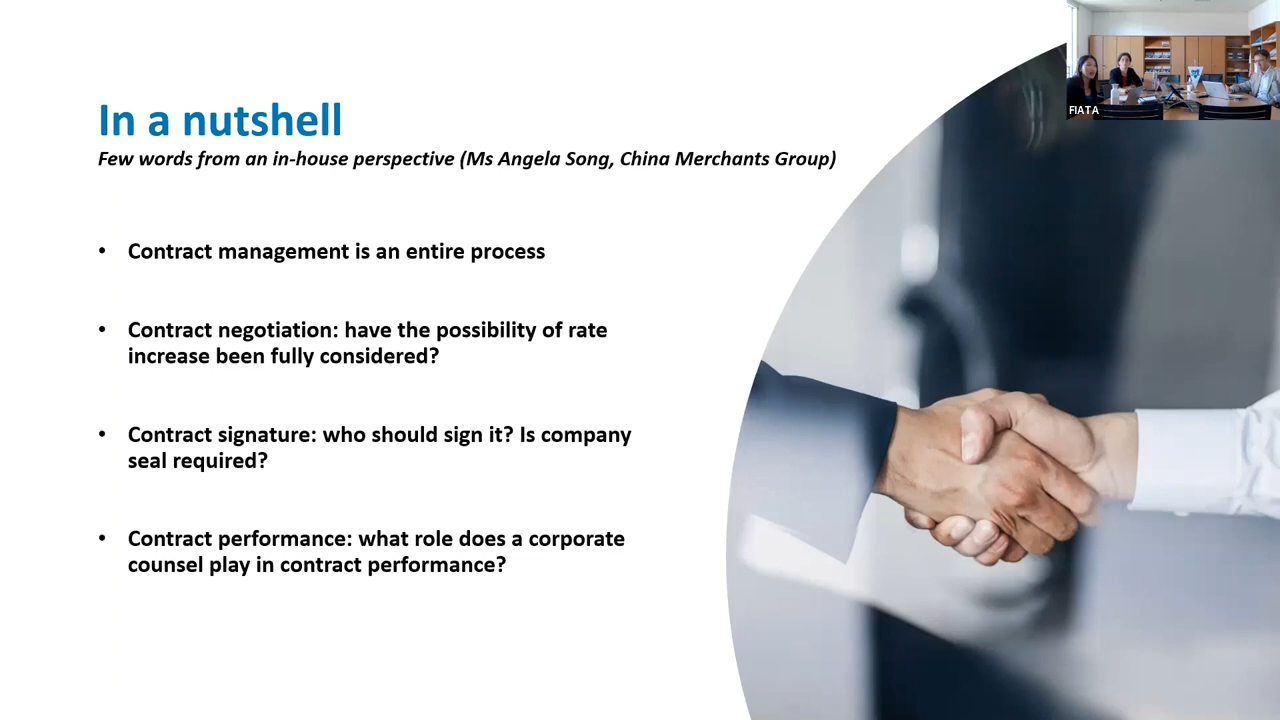 In a nutshell
Few words from an in-house perspective (Ms Angela Song, China Merchants Group)
• Contract management is an entire process
• Contract negotiation: have the possibility of rate
increase been fully considered?
• Contract signature: who should sign it? Is company
seal required?
• Contract performance: what role does a corporate
counsel play in contract performance?
FIATA